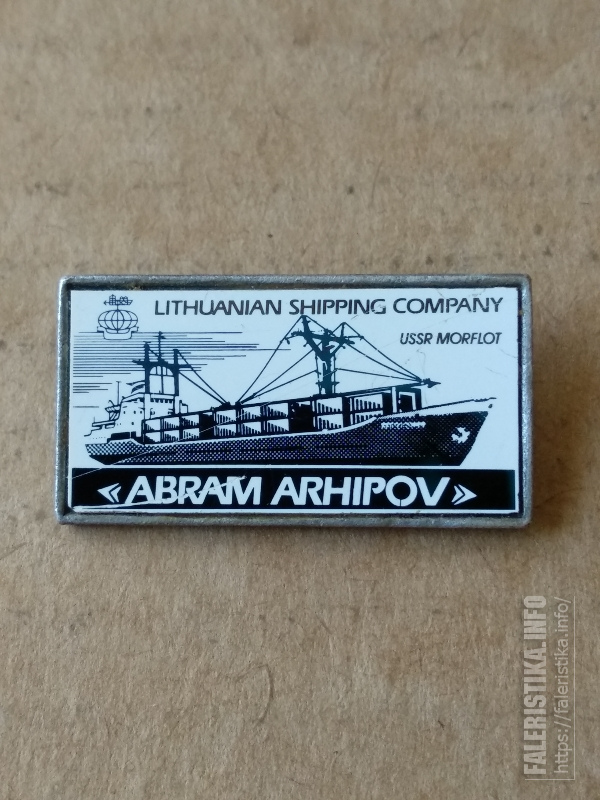 LITHUANIAN SHIPPING COMPANY
USSR MORFLOT
« ABRAM ARHIPOV »
FALERISTIKA.INFO
https://faleristika.info/